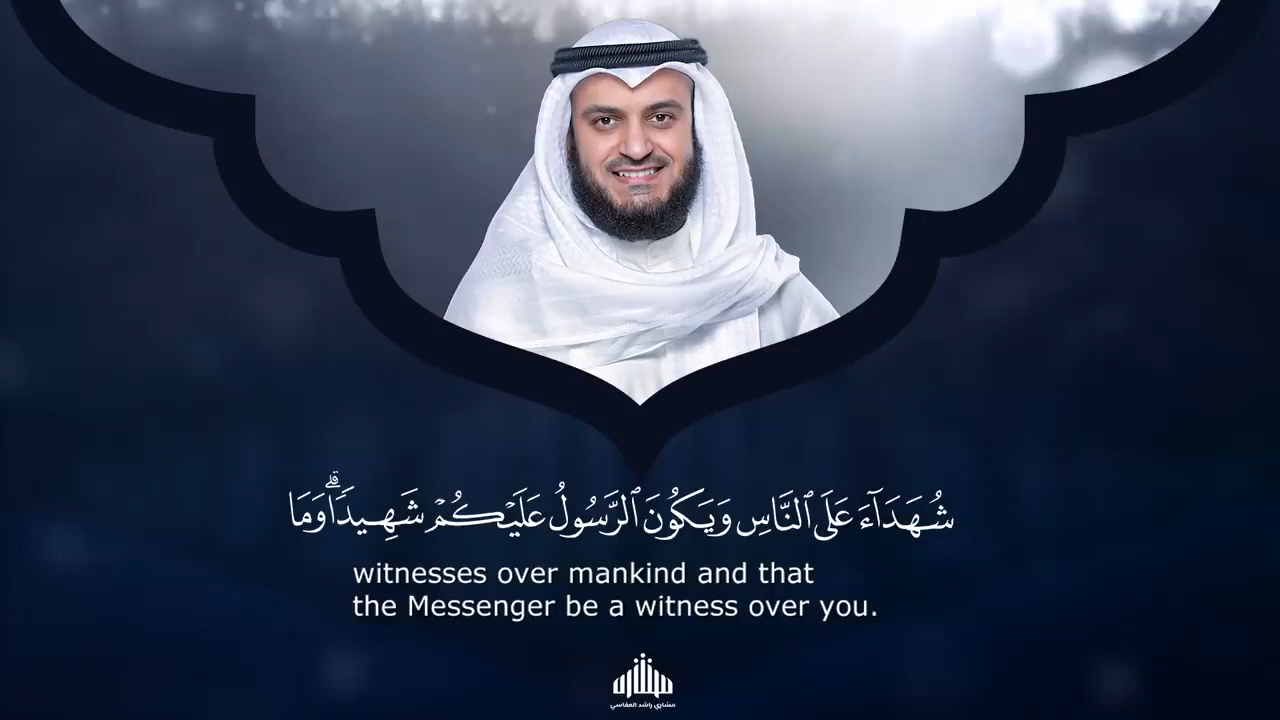 شُهَدَآءَ عَلَى ٱلنَّاسِ وَيَكُونَ ٱلرَّسُولُ عَلَيْكُمْ شَهِيدًاۗ وَمَا
witnesses over mankind and that
the Messenger be a witness over you.
مشاري راشد العفاسي